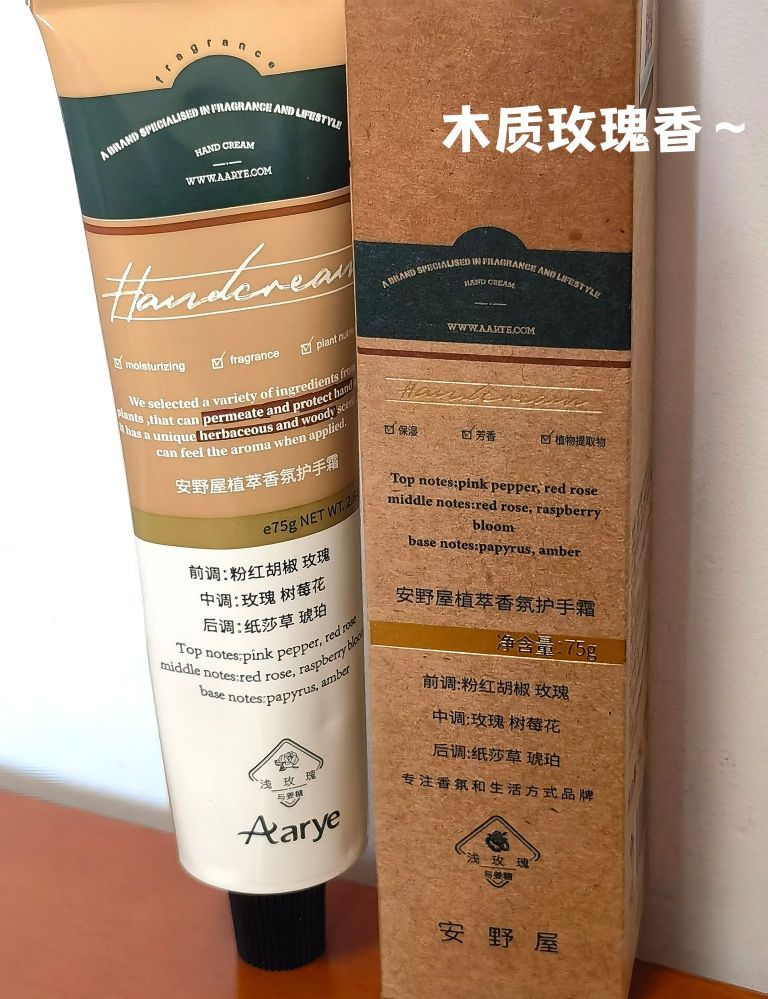 木质玫瑰香~
fragrance
A BRAND SPECIALISED IN FRAGRANCE AND LIFESTYLE
HAND CREAM
WWW.AARYE.COM
Handcream
moisturizing
fragrance
plant
We selected a variety of ingredients from
plants ,that can permeate and protect hand
It has a unique herbaceous and woody
can feel the aroma when applied.
安野屋植萃香氛护手霜
e75g NET WT.
前调:粉红胡椒 玫瑰
中调:玫瑰 树莓花
后调:纸莎草 琥珀
Top notes:pink pepper, red rose
middle notes:red rose, raspberry bloom
base notes:papyrus, amber
浅玫瑰
与姜糖
Aarye
A BRAND SPECIALISED IN FRAGRANCE AND LIFESTYLE
HAND CREAM
WWW.AARYE.COM
Handcream
保湿
芳香
植物提取物
Top notes:pink pepper, red rose
middle notes:red rose, raspberry
bloom
base notes:papyrus, amber
安野屋植萃香氛护手霜
净含量:75g
前调:粉红胡椒 玫瑰
中调:玫瑰 树莓花
后调:纸莎草 琥珀
专注香氛和生活方式品牌
浅玫瑰
与姜糖
安野屋